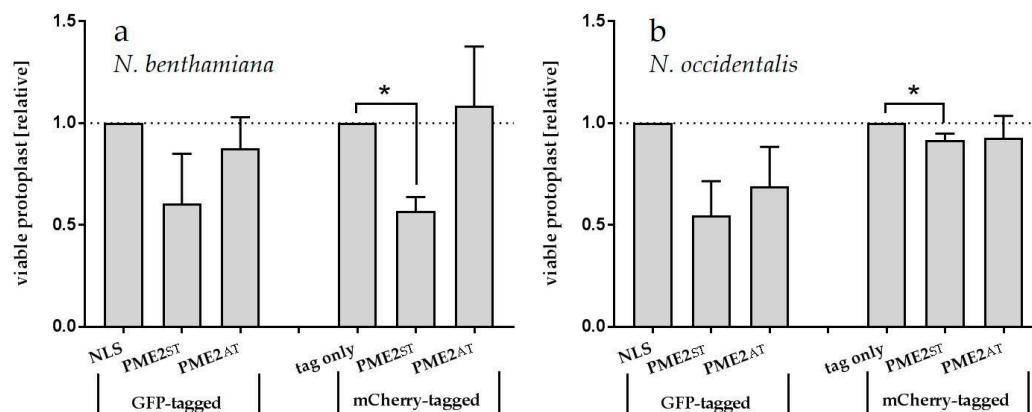 a
N. benthamiana
viable protoplast [relative]
1.5
1.0
0.5
0.0
*
NLS
PME2ST
PME2AT
tag only
PME2ST
PME2AT
GFP-tagged
mCherry-tagged
b
N. occidentalis
viable protoplast [relative]
1.5
1.0
0.5
0.0
*
NLS
PME2ST
PME2AT
tag only
PME2ST
PME2AT
GFP-tagged
mCherry-tagged